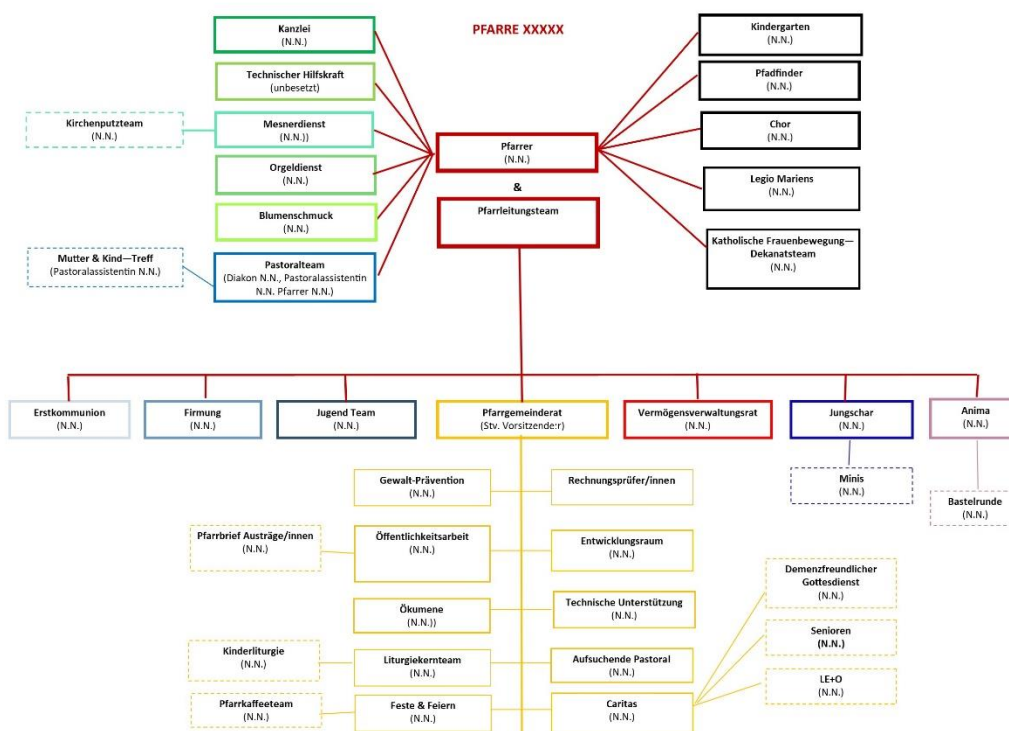 PFARRE XXXXX
Kanzlei
(N.N.)
Technischer Hilfskraft
(unbesetzt)
Kirchenputzteam
(N.N.)
Mesnerdienst
(N.N.))
Orgeldienst
(N.N.)
Blumenschmuck
(N.N.)
Mutter & Kind—Treff
(Pastoralassistentin N.N.)
Pastoralteam
(Diakon N.N., Pastoralassistentin
N.N. Pfarrer N.N.)
Pfarrer
(N.N.)
&
Pfarrleitungsteam
Kindergarten
(N.N.)
Pfadfinder
(N.N.)
Chor
(N.N.)
Legio Mariens
(N.N.)
Katholische Frauenbewegung—
Dekanatsteam
(N.N.)
Erstkommunion
(N.N.)
Firmung
(N.N.)
Jugend Team
(N.N.)
Pfarrgemeinderat
(Stv. Vorsitzende:r)
Vermögensverwaltungsrat
(N.N.)
Jungschar
(N.N.)
Anima
(N.N.)
Minis
(N.N.)
Bastelrunde
(N.N.)
Gewalt-Prävention
(N.N.)
Rechnungsprüfer/innen
Pfarrbrief Austräge/innen
(N.N.)
Öffentlichkeitsarbeit
(N.N.)
Entwicklungsraum
(N.N.)
Ökumene
(N.N.))
Technische Unterstützung
(N.N.)
Kinderliturgie
(N.N.)
Liturgiekernteam
(N.N.)
Aufsuchende Pastoral
(N.N.)
Pfarrkaffeeteam
(N.N.)
Feste & Feiern
(N.N.)
Caritas
(N.N.)
Demenzfreundlicher
Gottesdienst
(N.N.)
Senioren
(N.N.)
LE+O
(N.N.)